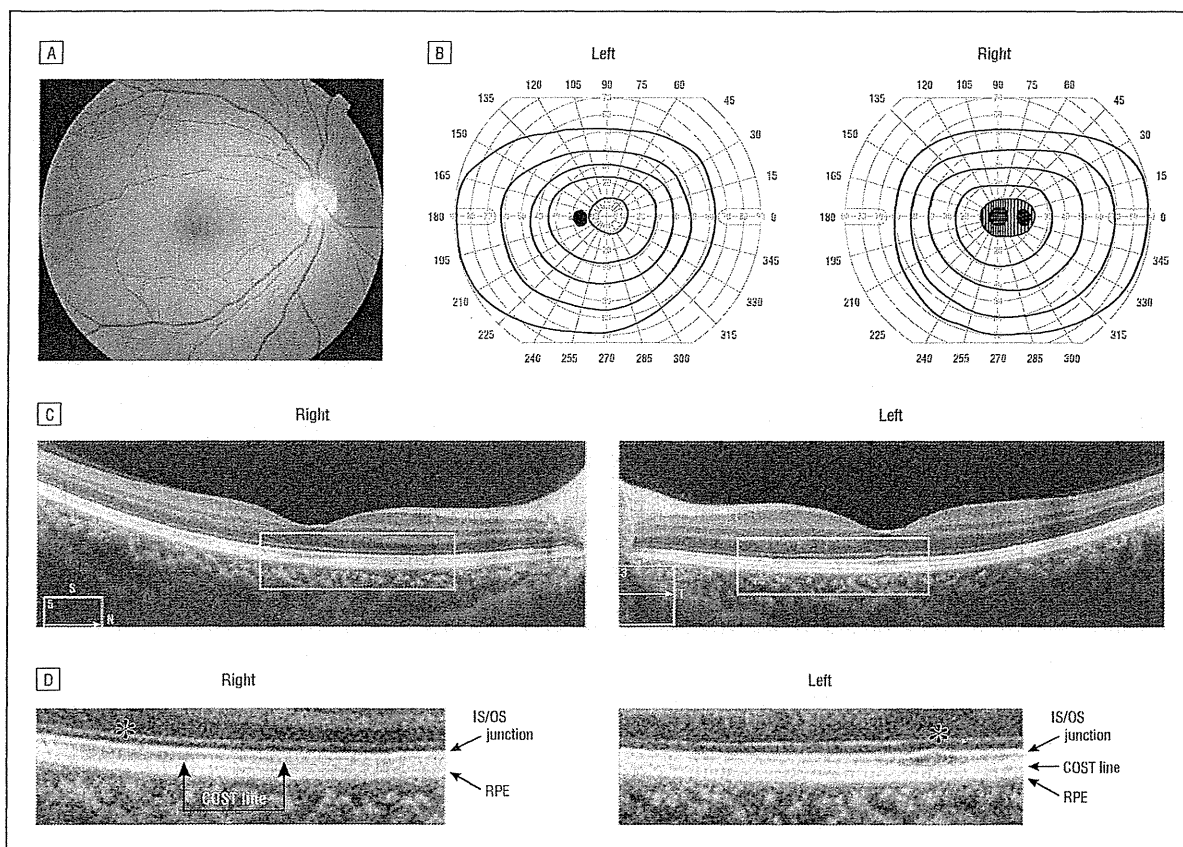 A
B
Left
Right
120 105 90 75 60
135 45
150 30
165 15
180 0
195 345
210 330
225 315
240 255 270 285 300
120 105 90 75 60
135 45
150 30
165 15
180 0
195 345
210 330
225 315
240 255 270 285 300
C
Right
Left
S
N
T
D
Right
Left
*
IS/OS
junction
COST line
RPE
*
IS/OS
junction
COST line
RPE